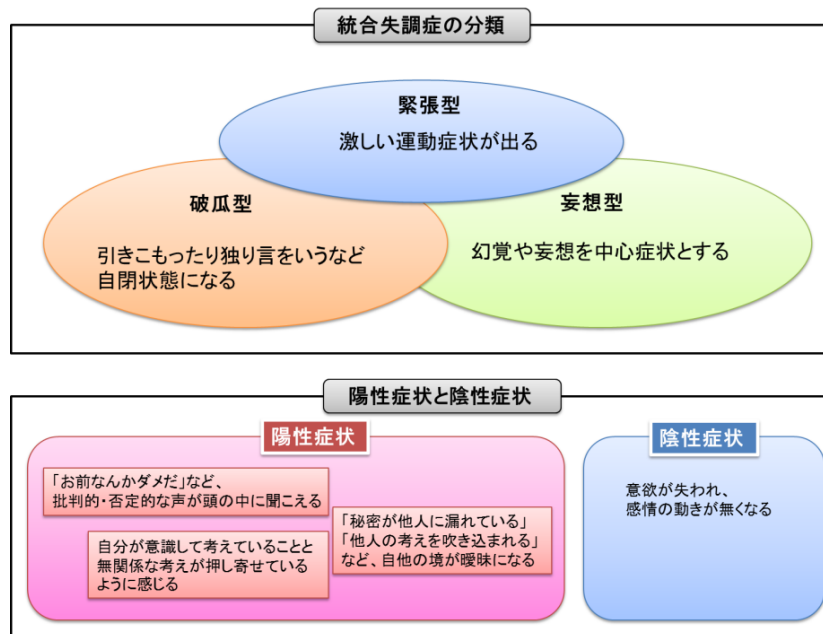 統合失調症の分類
緊張型
激しい運動症状が出る
破瓜型
引きこもったり独り言をいうなど
自閉状態になる
妄想型
幻覚や妄想を中心症状とする
陽性症状と陰性症状
陽性症状
「お前なんかダメだ」など、
批判的・否定的な声が頭の中に聞こえる
「秘密が他人に漏れている」
「他人の考えを吹き込まれる」
など、自他の境が曖昧になる
自分が意識して考えていることと
無関係な考えが押し寄せている
ように感じる
陰性症状
意欲が失われ、
感情の動きが無くなる